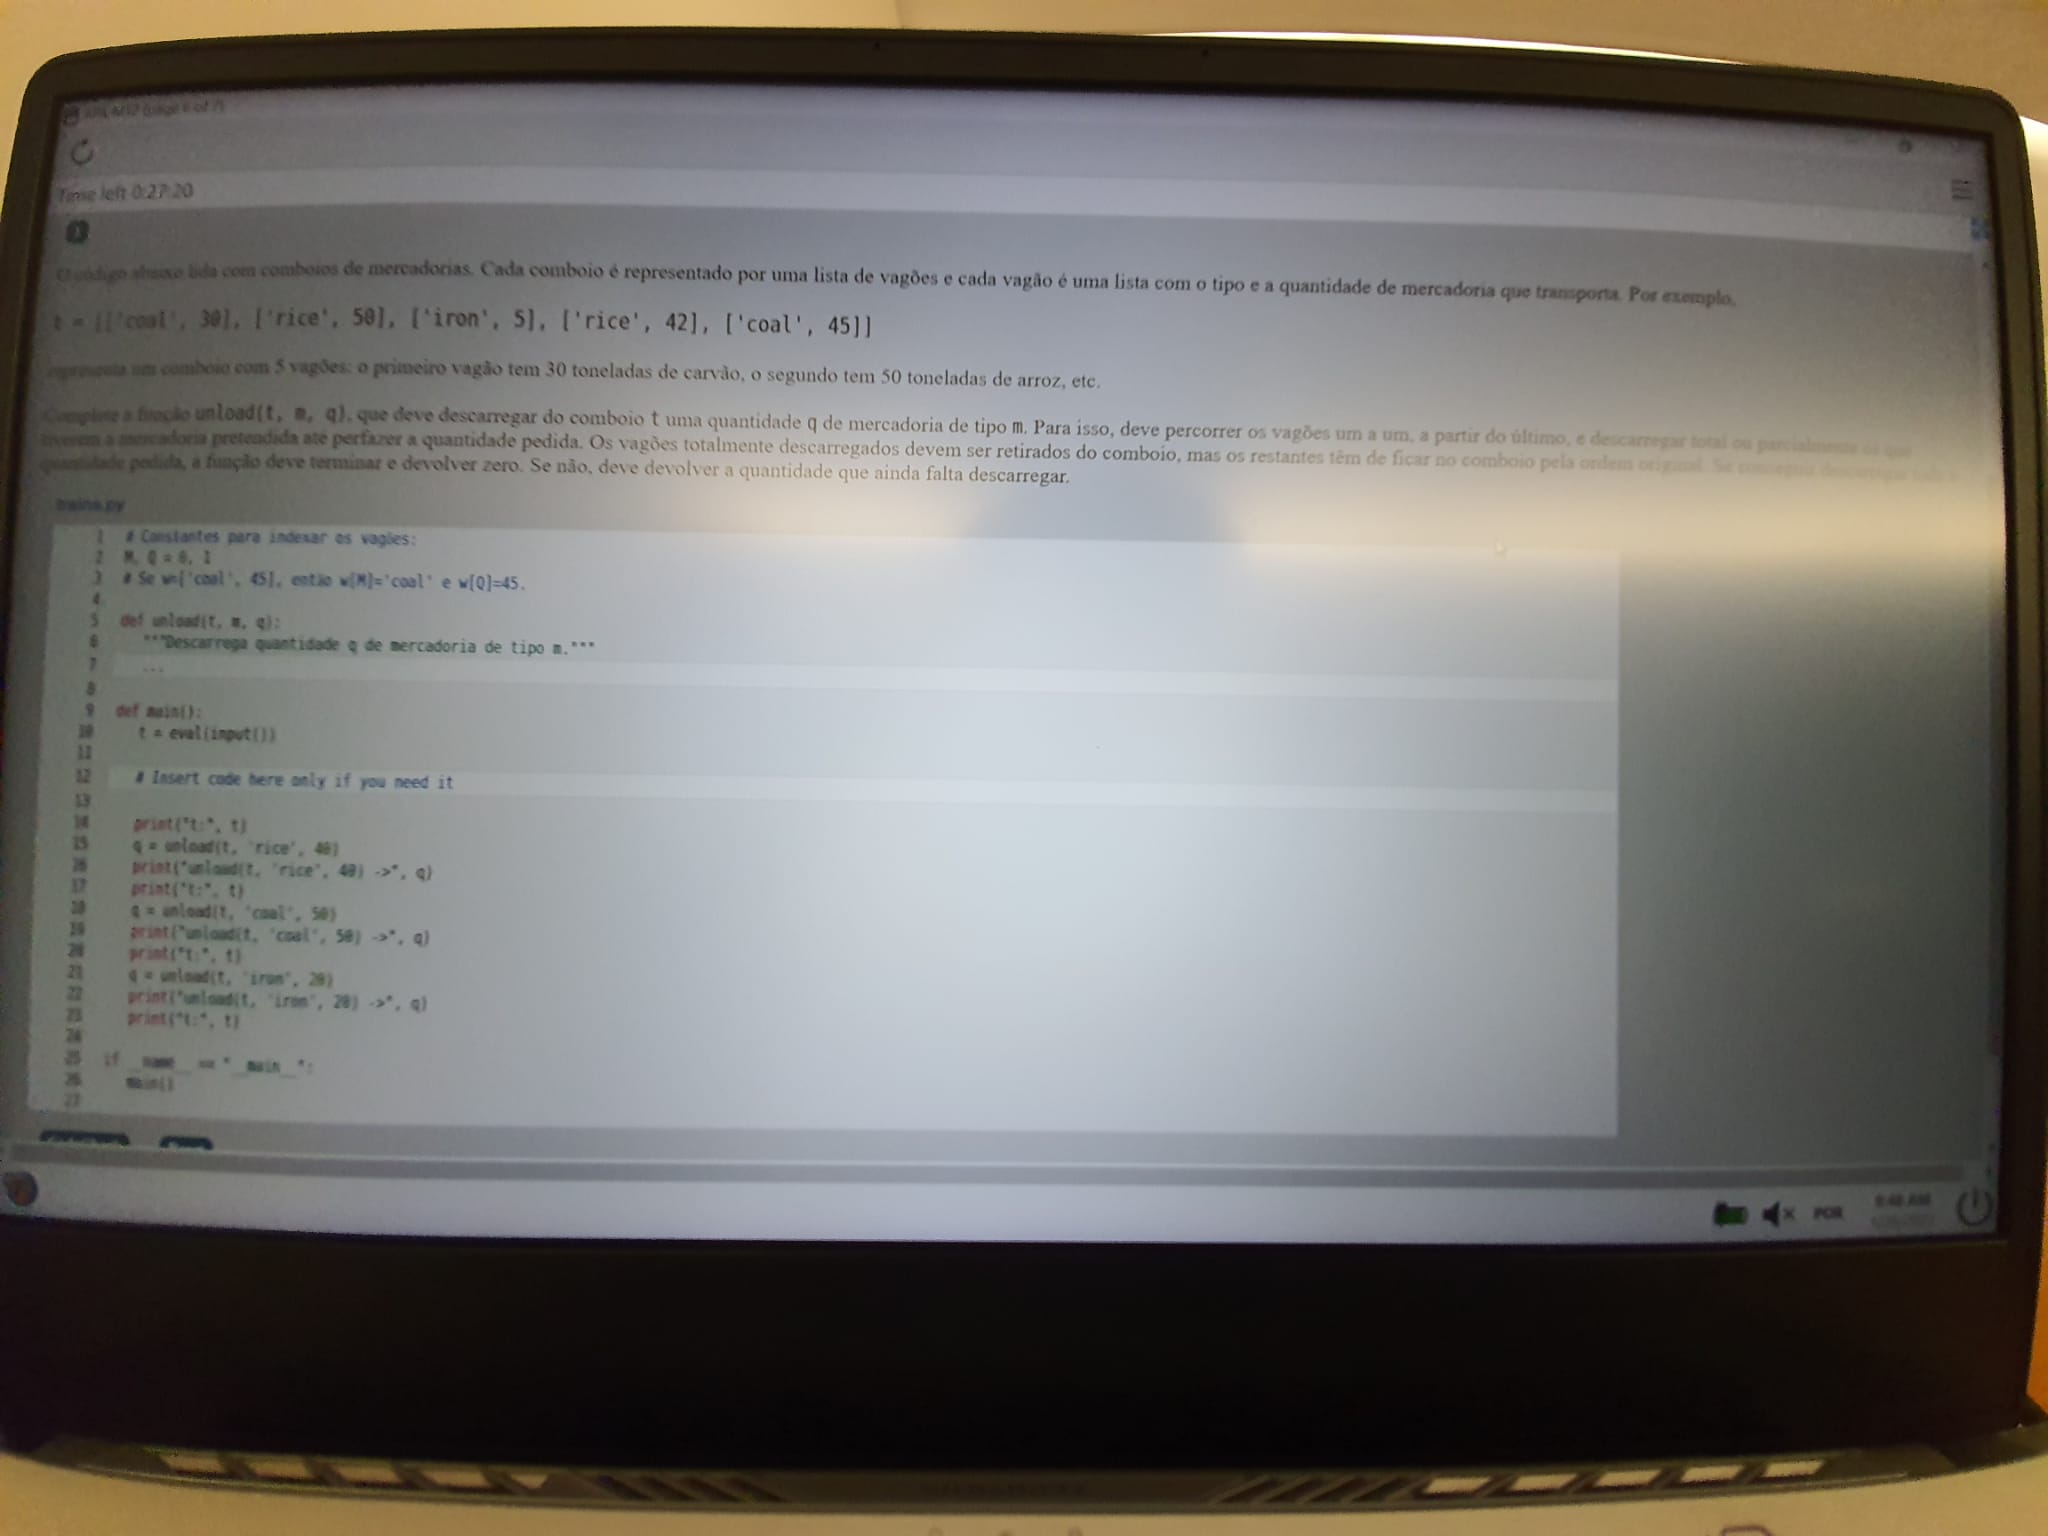 Time left 0:27:20
O código abaixo lida com comboios de mercadorias. Cada comboio é representado por uma lista de vagões e cada vagão é uma lista com o tipo e a quantidade de mercadoria que transporta. Por exemplo,
t = [['coal', 30], ['rice', 50], ['iron', 5], ['rice', 42], ['coal', 45]]
representa um comboio com 5 vagões: o primeiro vagão tem 30 toneladas de carvão, o segundo tem 50 toneladas de arroz, etc.
Complete a função unload(t, m, q), que deve descarregar do comboio t uma quantidade q de mercadoria de tipo m. Para isso, deve percorrer os vagões um a um, a partir do último, e descarregar total ou parcialmente os que
tiverem a mercadoria pretendida até perfazer a quantidade pedida. Os vagões totalmente descarregados devem ser retirados do comboio, mas os restantes têm de ficar no comboio pela ordem original. Se conseguir descarregar
quantidade pedida, a função deve terminar e devolver zero. Se não, deve devolver a quantidade que ainda falta descarregar.
trains.py
1 # Constantes para indexar os vagões:
2 M, Q = 0, 1
3 # Se w=['coal', 45], então w[M]='coal' e w[Q]=45.
4
5 def unload(t, m, q):
6 """Descarrega quantidade q de mercadoria de tipo m."""
7 ...
8
9 def main():
10 t = eval(input())
11
12 # Insert code here only if you need it
13
14 print("t:", t)
15 q = unload(t, 'rice', 40)
16 print("unload(t, 'rice', 40) ->", q)
17 print("t:", t)
18 q = unload(t, 'coal', 50)
19 print("unload(t, 'coal', 50) ->", q)
20 print("t:", t)
21 q = unload(t, 'iron', 20)
22 print("unload(t, 'iron', 20) ->", q)
23 print("t:", t)
24
25 if __name__ == "__main__":
26 main()
27
POR
9:48 AM